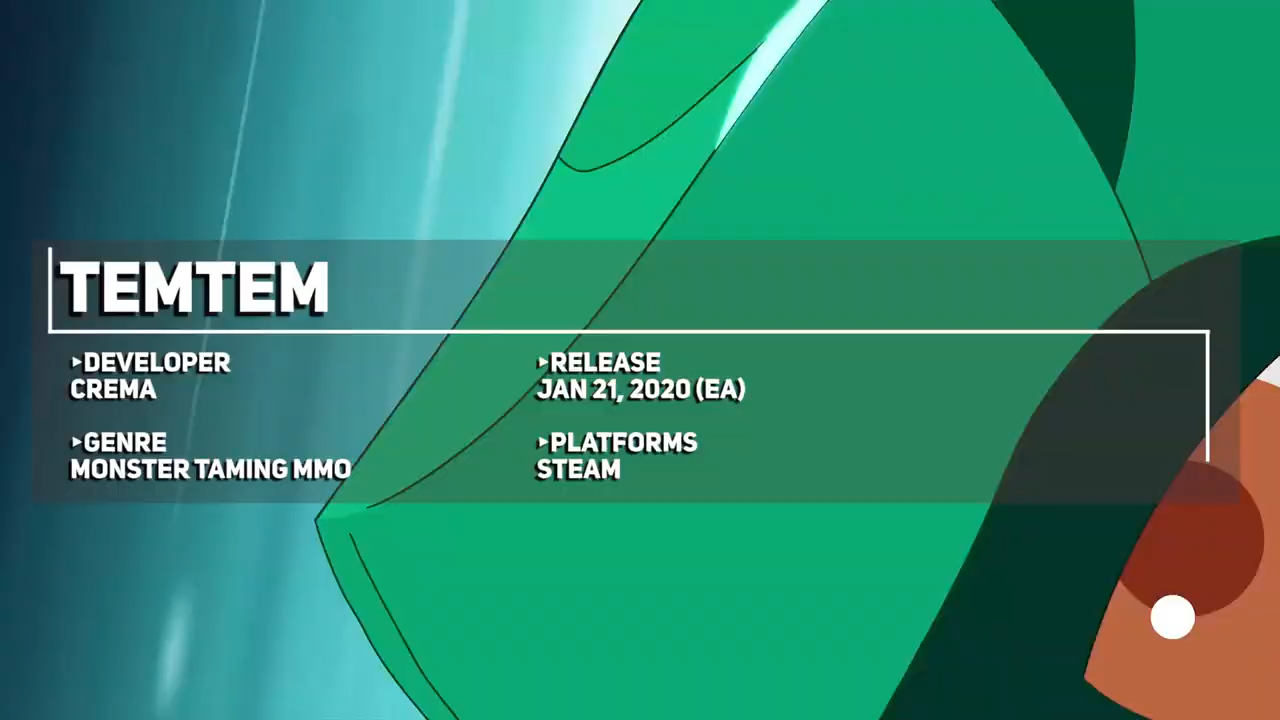 TEMTEM
▸DEVELOPER
CREMA
▸GENRE
MONSTER TAMING MMO
▸RELEASE
JAN 21, 2020 (EA)
▸PLATFORMS
STEAM